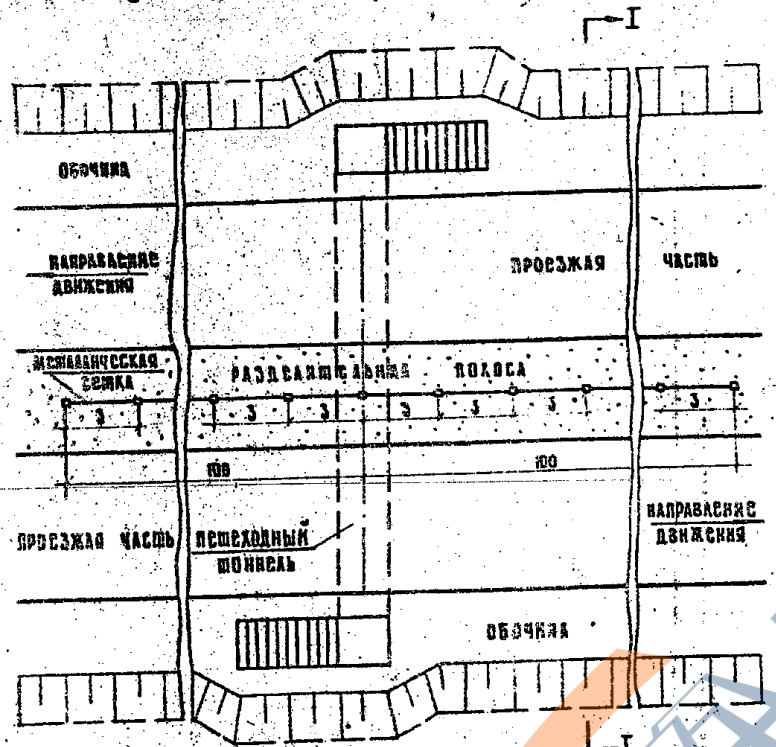 I
ОБОЧИНА
НАПРАВЛЕНИЕ
ДВИЖЕНИЯ
ПРОЕЗЖАЯ ЧАСТЬ
МЕТАЛЛИЧЕСКАЯ
СЕТКА
РАЗДЕЛИТЕЛЬНАЯ ПОЛОСА
3 3 3 3 3 3 3
100 100
ПРОЕЗЖАЯ ЧАСТЬ
ПЕШЕХОДНЫЙ
ТОННЕЛЬ
НАПРАВЛЕНИЕ
ДВИЖЕНИЯ
ОБОЧИНА
I